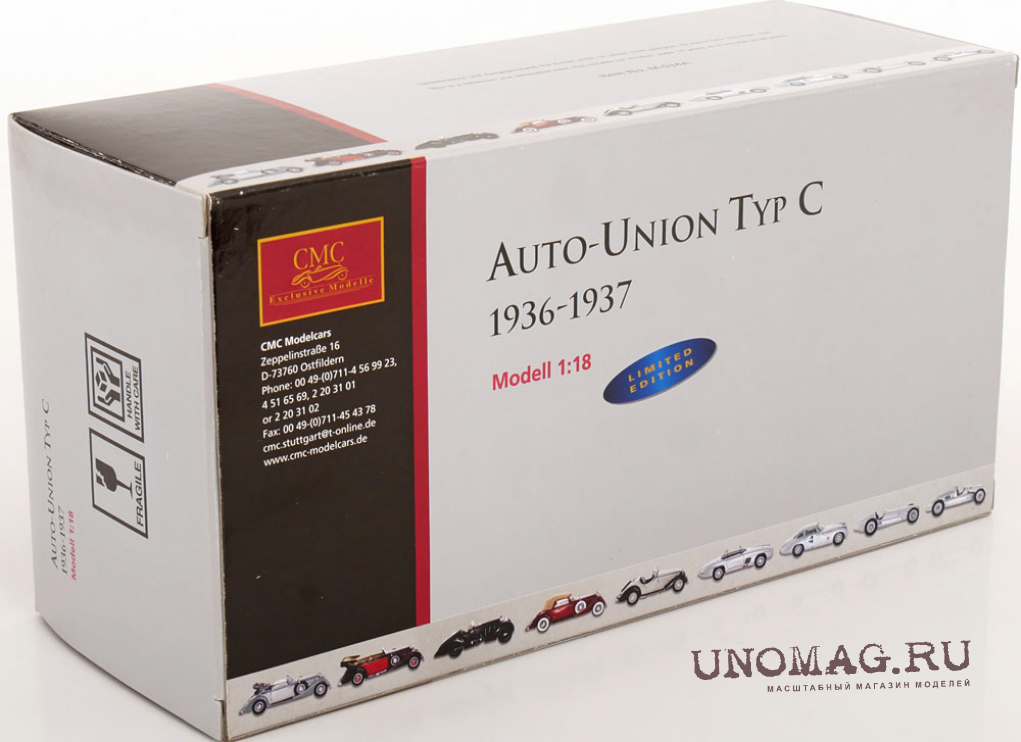 CMC
Exclusive Modelle
CMC Modelcars
Zeppelinstraße 16
D-73760 Ostfildern
Phone: 00 49-(0)711-4 56 99 23,
4 51 65 69, 2 20 31 01
or 2 20 31 02
Fax: 00 49-(0)711-45 43 78
cmc.stuttgart@t-online.de
www.cmc-modelcars.de
AUTO-UNION TYP C
1936-1937
Modell 1:18
LIMITED
EDITION
HANDLE
WITH CARE
FRAGILE
AUTO-UNION TYP C
1936-1937
Modell 1:18
4
UNOMAG.RU
МАСШТАБНЫЙ МАГАЗИН МОДЕЛЕЙ